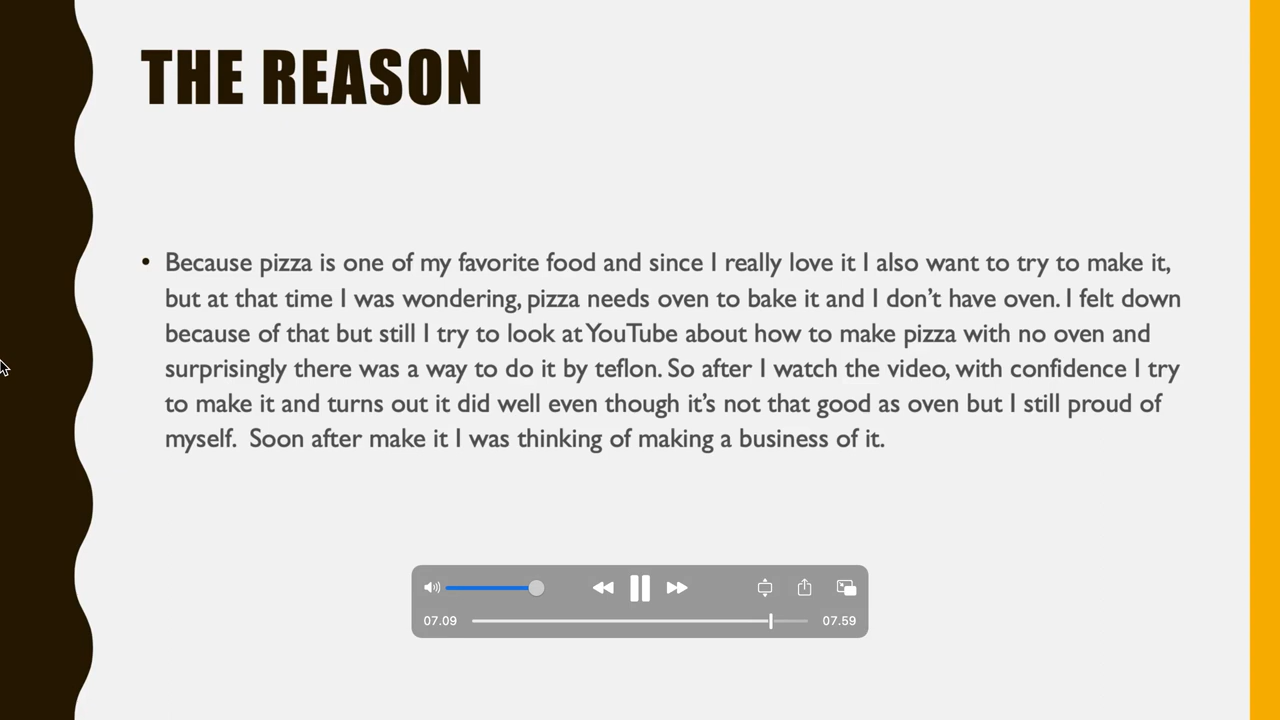 THE REASON
• Because pizza is one of my favorite food and since I really love it I also want to try to make it,
but at that time I was wondering, pizza needs oven to bake it and I don’t have oven. I felt down
because of that but still I try to look at YouTube about how to make pizza with no oven and
surprisingly there was a way to do it by teflon. So after I watch the video, with confidence I try
to make it and turns out it did well even though it’s not that good as oven but I still proud of
myself.  Soon after make it I was thinking of making a business of it.
07.09 07.59